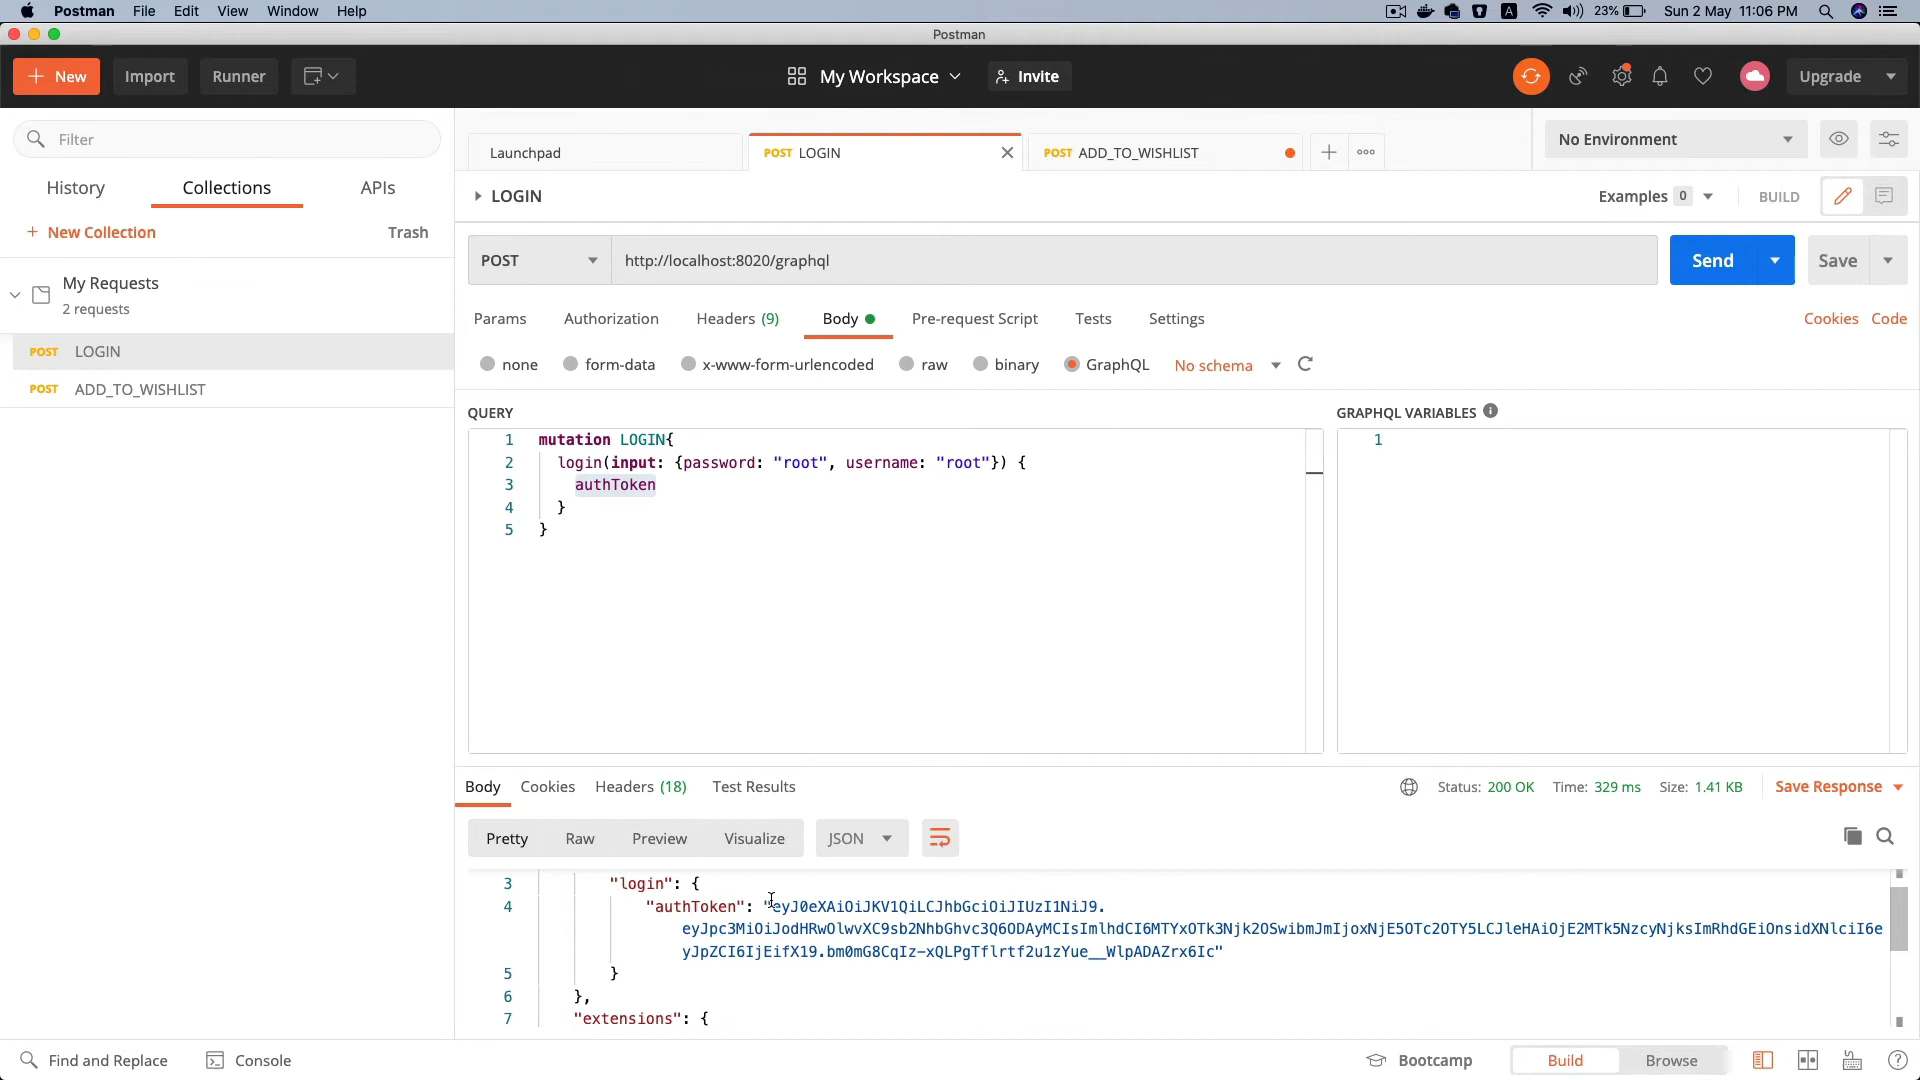 Postman File Edit View Window Help
A 23% Sun 2 May 11:06 PM
Postman
+ New Import Runner
My Workspace Invite
Upgrade
Filter
History Collections APIs
+ New Collection Trash
My Requests
2 requests
POST LOGIN
POST ADD_TO_WISHLIST
Launchpad POST LOGIN POST ADD_TO_WISHLIST
No Environment
LOGIN
Examples 0 BUILD
POST http://localhost:8020/graphql
Send Save
Params Authorization Headers (9) Body Pre-request Script Tests Settings
Cookies Code
none form-data x-www-form-urlencoded raw binary GraphQL No schema
QUERY GRAPHQL VARIABLES
1 mutation LOGIN{
2 login(input: {password: "root", username: "root"}) {
3 authToken
4 }
5 }
1
Body Cookies Headers (18) Test Results
Status: 200 OK Time: 329 ms Size: 1.41 KB Save Response
Pretty Raw Preview Visualize JSON
3 "login": {
4 "authToken": "eyJ0eXAiOiJKV1QiLCJhbGciOiJIUzI1NiJ9.
eyJpc3MiOiJodHRwOlwvXC9sb2NhbGhvc3Q6ODAyMCIsImlhdCI6MTYxOTk3Njk2OSwibmJmIjoxNjE5OTc2OTY5LCJleHAiOjE2MTk5NzcyNjksImRhdGEiOnsidXNlciI6e
yJpZCI6IjEifX19.bm0mG8CqIz-xQLPgTflrtf2u1zYue__WlpADAZrx6Ic"
5 }
6 },
7 "extensions": {
Find and Replace Console
Bootcamp Build Browse